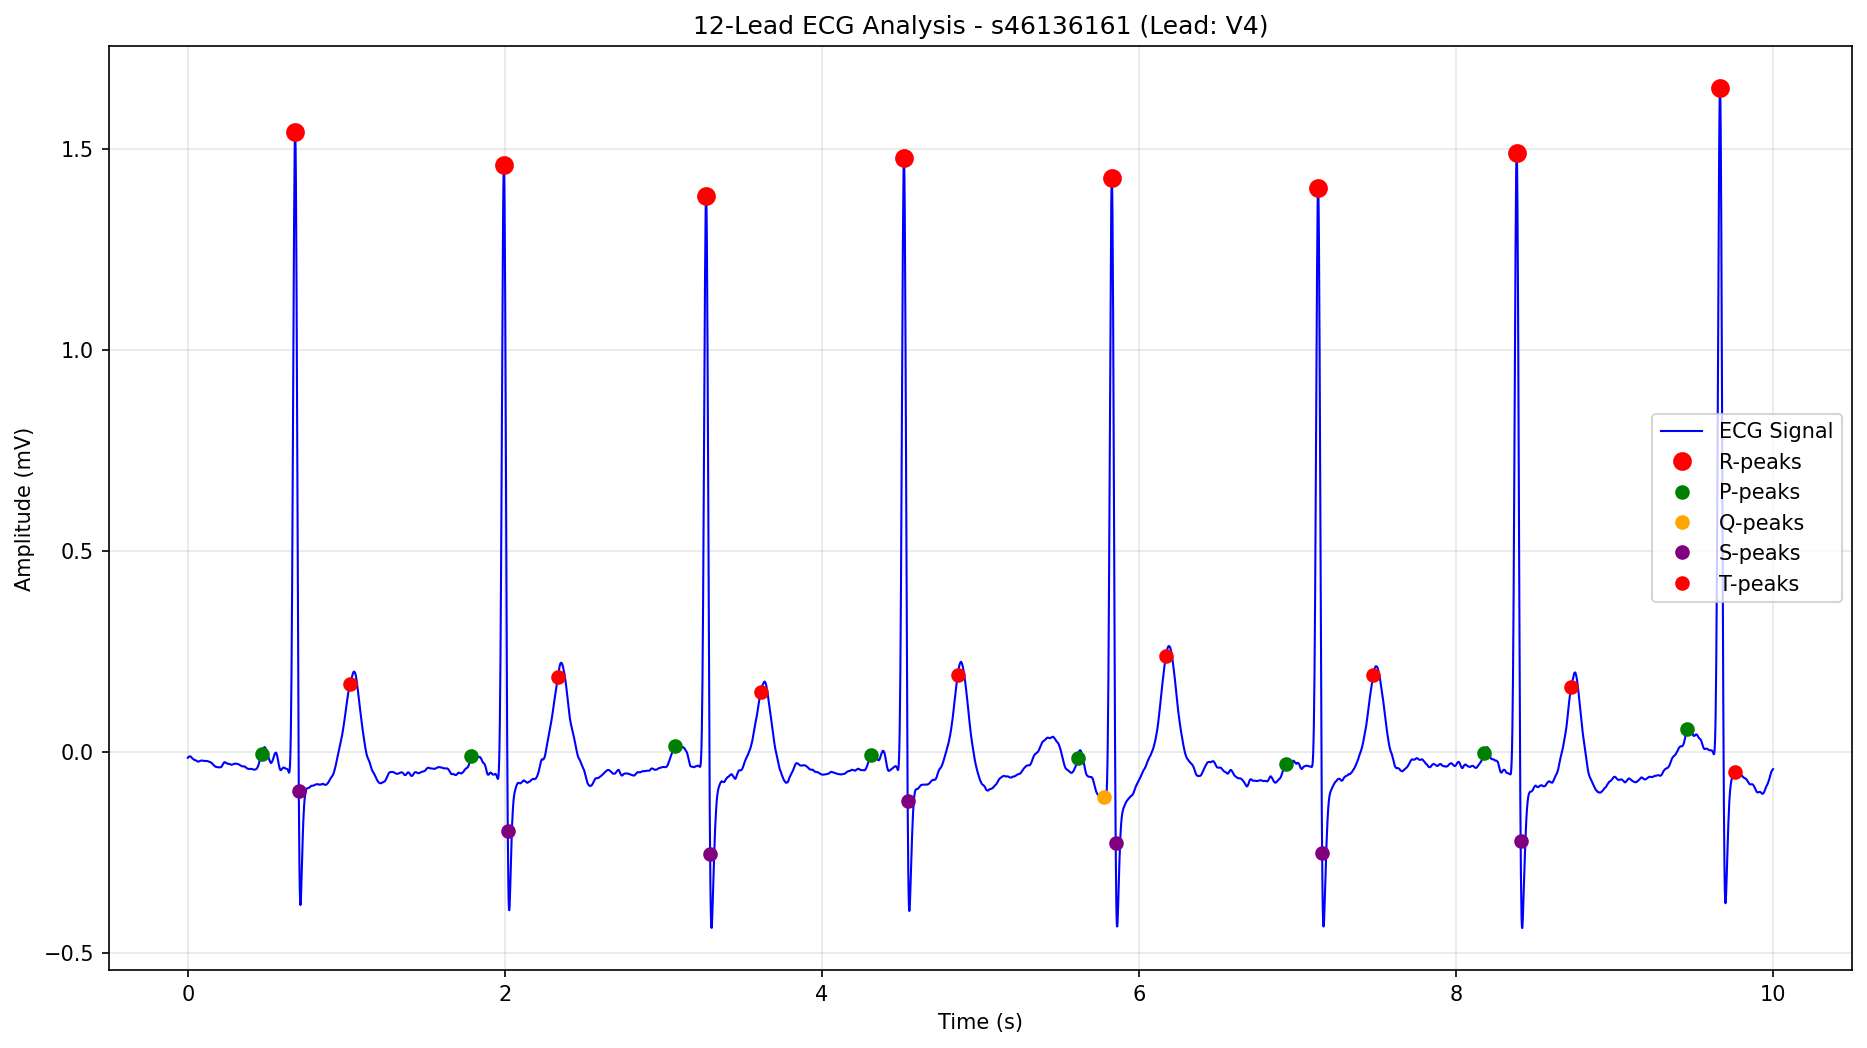 12-Lead ECG Analysis - s46136161 (Lead: V4)
Amplitude (mV)
1.5
1.0
0.5
0.0
−0.5
ECG Signal
R-peaks
P-peaks
Q-peaks
S-peaks
T-peaks
0 2 4 6 8 10
Time (s)